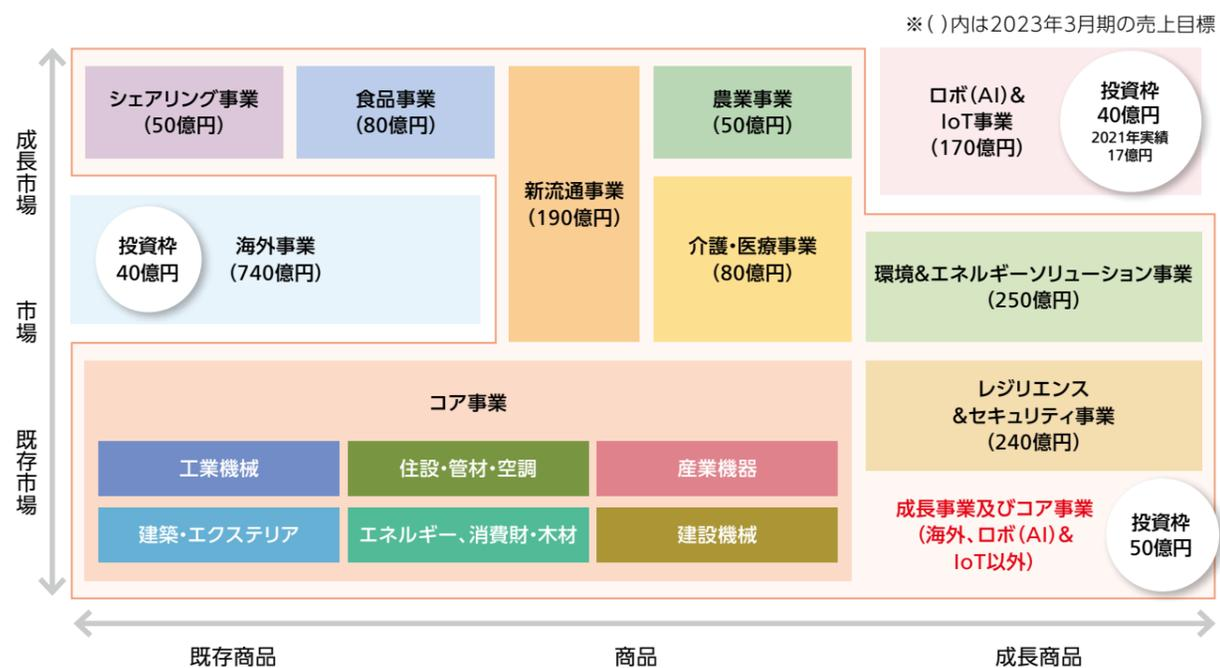 ※( )内は2023年3月期の売上目標
シェアリング事業
(50億円)
食品事業
(80億円)
新流通事業
(190億円)
農業事業
(50億円)
ロボ(AI)&
IoT事業
(170億円)
投資枠
40億円
2021年実績
17億円
成長市場
投資枠
40億円
海外事業
(740億円)
介護・医療事業
(80億円)
環境&エネルギーソリューション事業
(250億円)
市場
コア事業
レジリエンス
&セキュリティ事業
(240億円)
既存市場
工業機械
住設・管材・空調
産業機器
建築・エクステリア
エネルギー、消費財・木材
建設機械
成長事業及びコア事業
(海外、ロボ(AI)&
IoT以外)
投資枠
50億円
既存商品
商品
成長商品